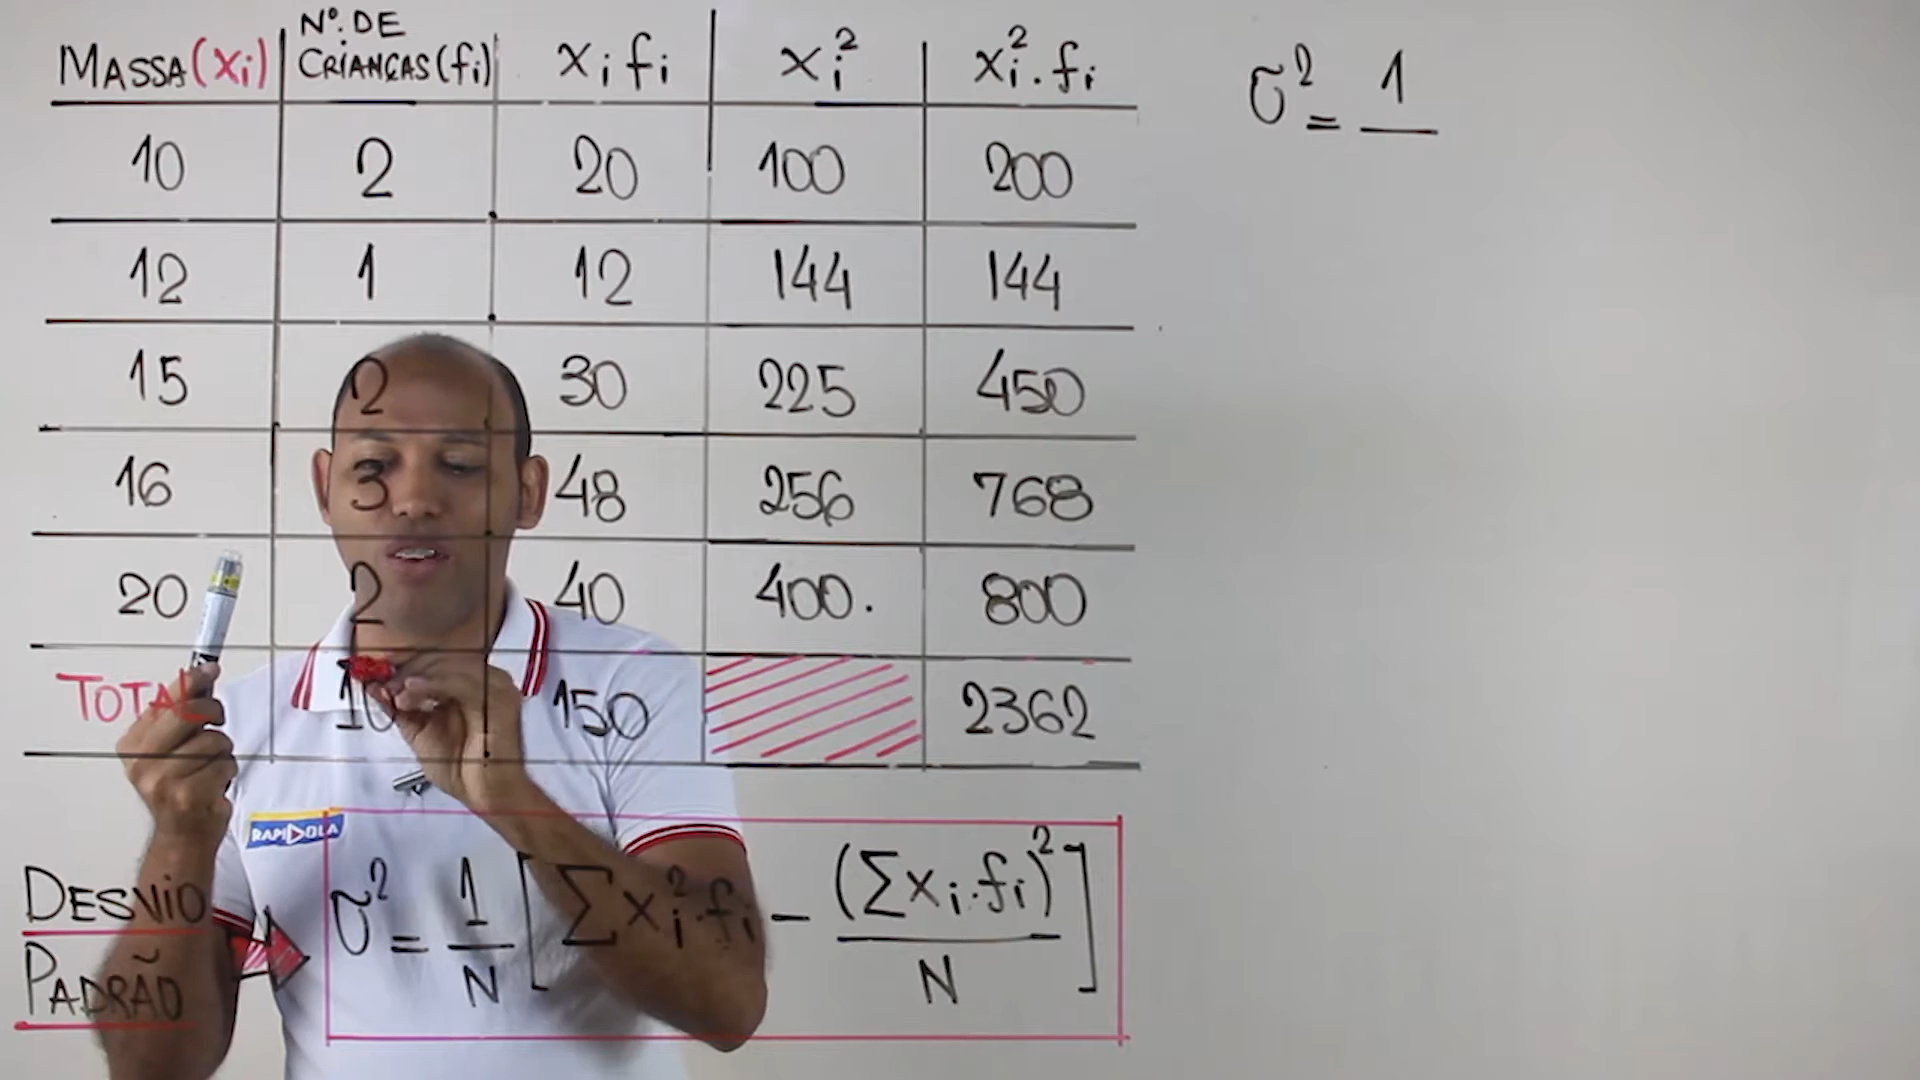 MASSA(xi) Nº. DE CRIANÇAS(fi) xi fi xi² xi².fi
10 2 20 100 200
12 1 12 144 144
15 2 30 225 450
16 3 48 256 768
20 2 40 400. 800
TOTAL 10 150 2362
σ² = 1
RAPIDOLA
DESVIO
PADRÃO
σ² = 1/N [Σxi².fi - (Σxi.fi)²/N]